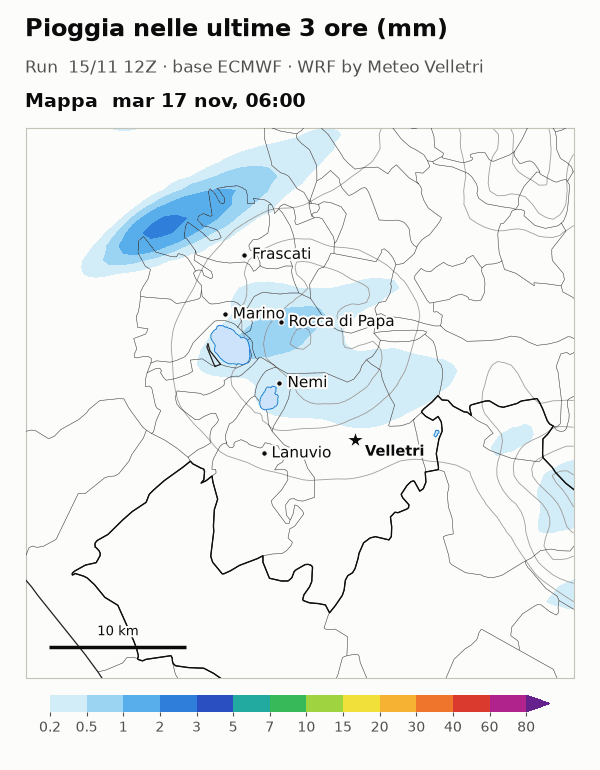 Pioggia nelle ultime 3 ore (mm)
Run 15/11 12Z · base ECMWF · WRF by Meteo Velletri
Mappa mar 17 nov, 06:00
Frascati
Marino
Rocca di Papa
Nemi
Velletri
Lanuvio
10 km
0.2 0.5 1 2 3 5 7 10 15 20 30 40 60 80